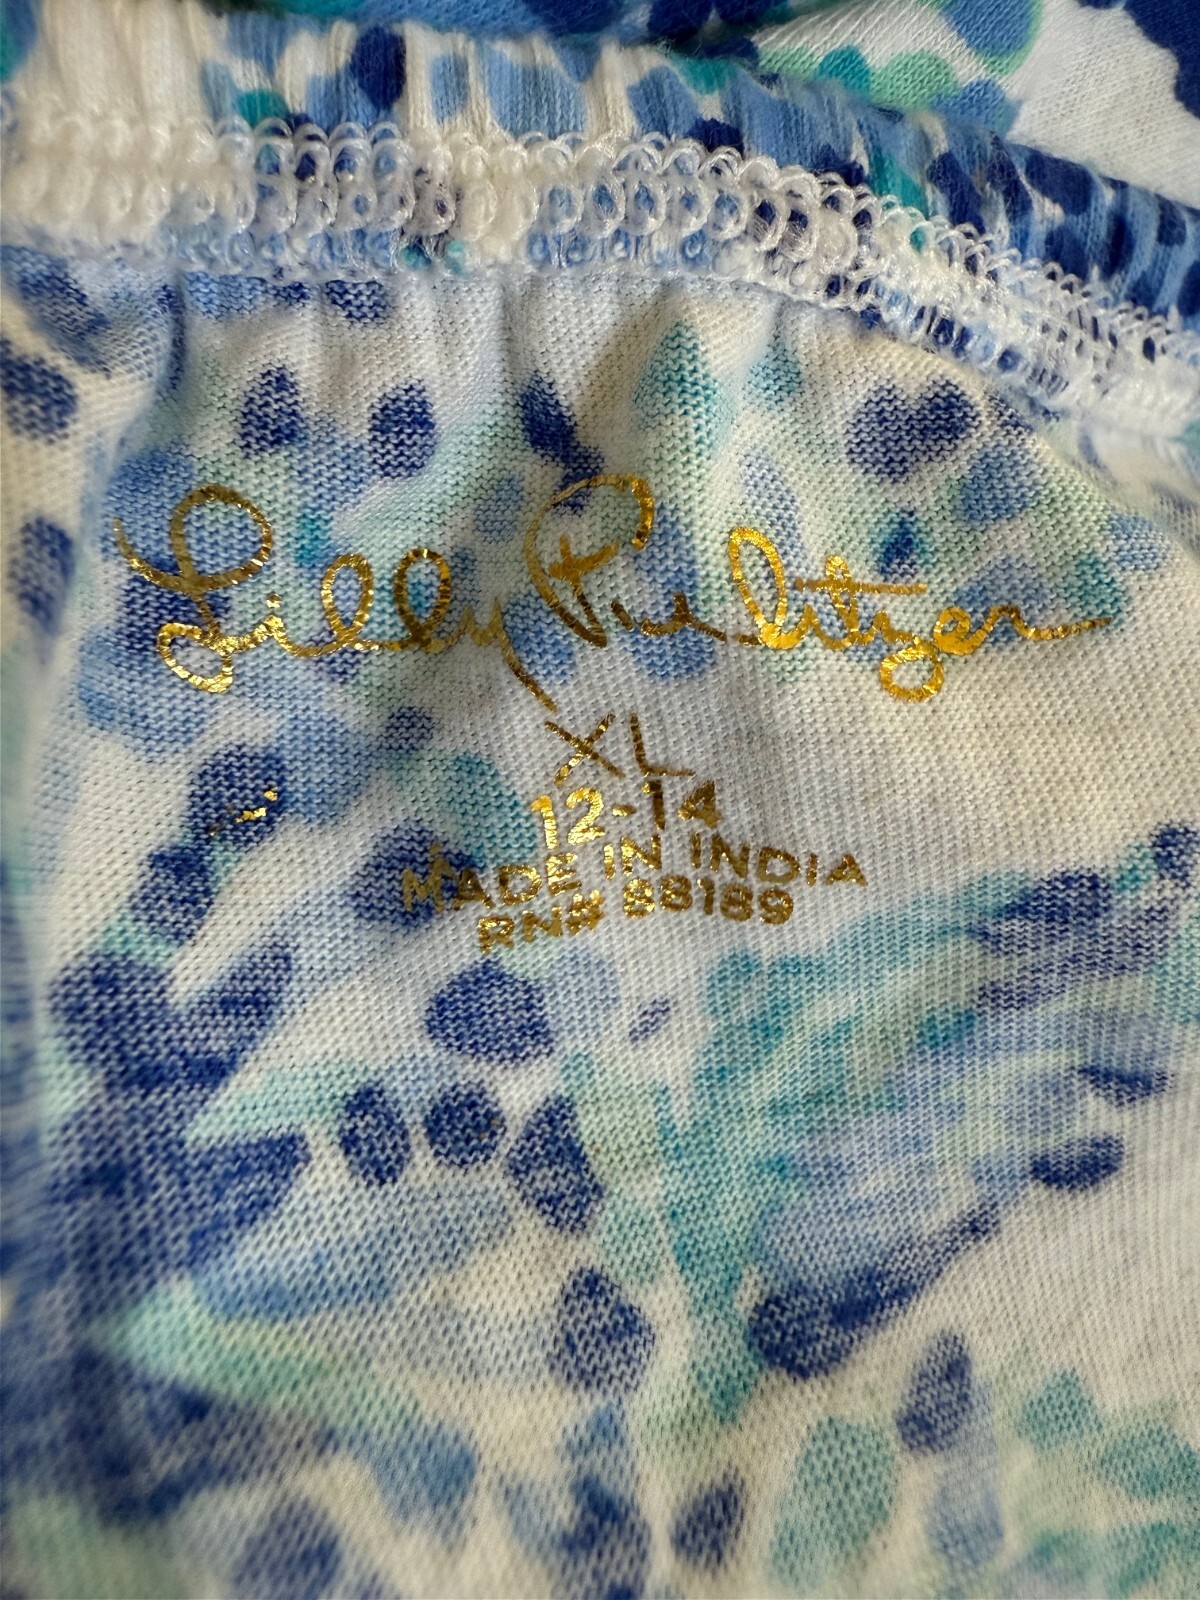 Lilly Pulitzer
XL
12-14
MADE IN INDIA
RN# 88189